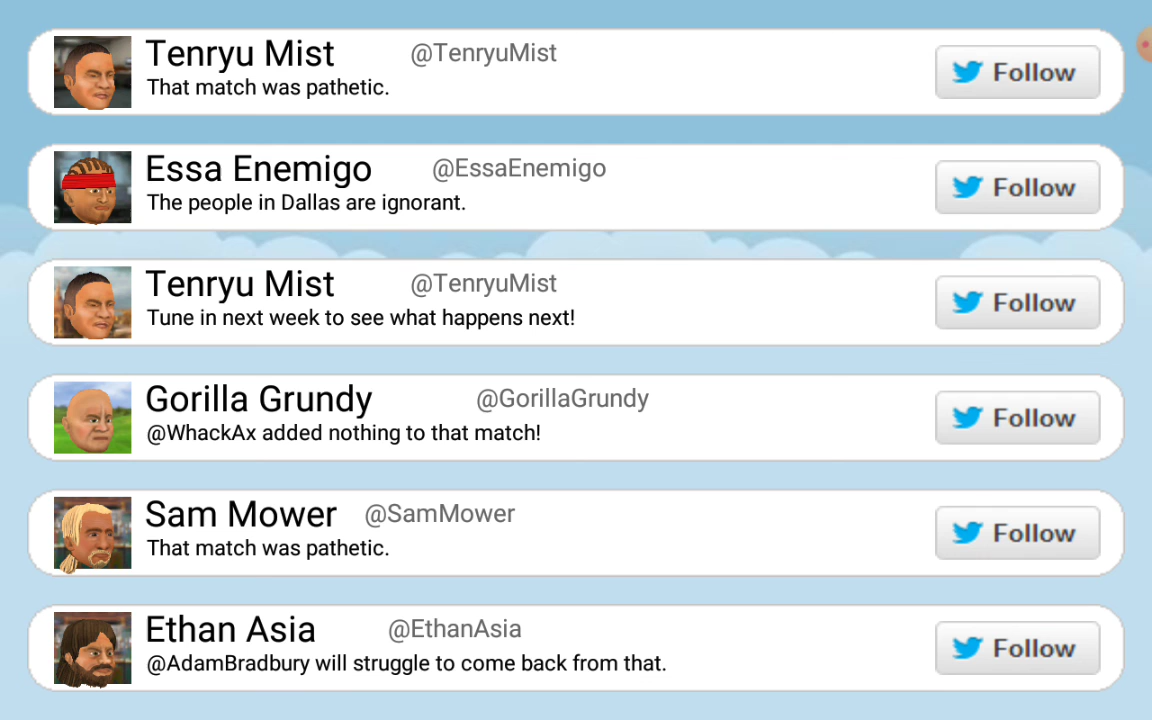 Tenryu Mist @TenryuMist Follow
That match was pathetic.
Essa Enemigo @EssaEnemigo Follow
The people in Dallas are ignorant.
Tenryu Mist @TenryuMist Follow
Tune in next week to see what happens next!
Gorilla Grundy @GorillaGrundy Follow
@WhackAx added nothing to that match!
Sam Mower @SamMower Follow
That match was pathetic.
Ethan Asia @EthanAsia Follow
@AdamBradbury will struggle to come back from that.